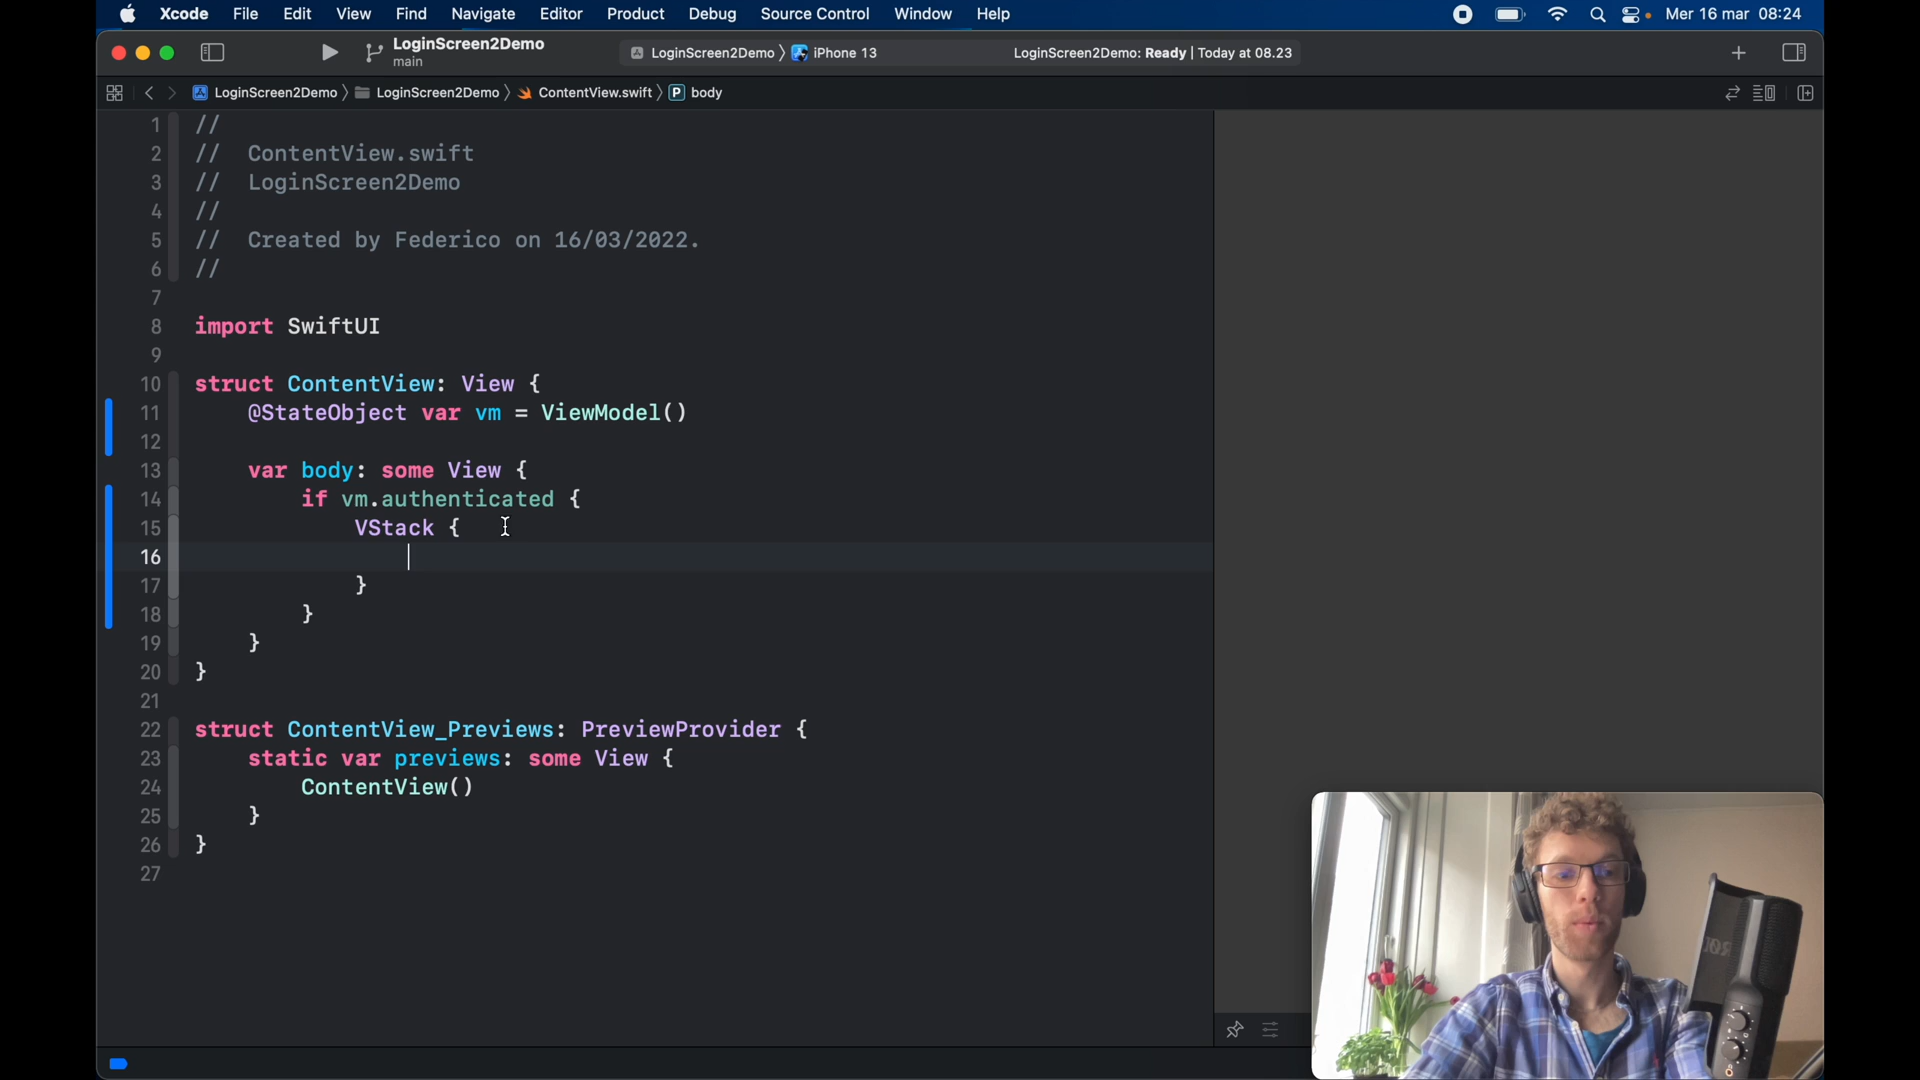 Xcode File Edit View Find Navigate Editor Product Debug Source Control Window Help Mer 16 mar 08:24
LoginScreen2Demo
main
LoginScreen2Demo 〉 iPhone 13
LoginScreen2Demo: Ready | Today at 08.23
LoginScreen2Demo 〉 LoginScreen2Demo 〉 ContentView.swift 〉 P body
1 //
2 // ContentView.swift
3 // LoginScreen2Demo
4 //
5 // Created by Federico on 16/03/2022.
6 //
7
8 import SwiftUI
9
10 struct ContentView: View {
11 @StateObject var vm = ViewModel()
12
13 var body: some View {
14 if vm.authenticated {
15 VStack {
16
17 }
18 }
19 }
20 }
21
22 struct ContentView_Previews: PreviewProvider {
23 static var previews: some View {
24 ContentView()
25 }
26 }
27
RØDE